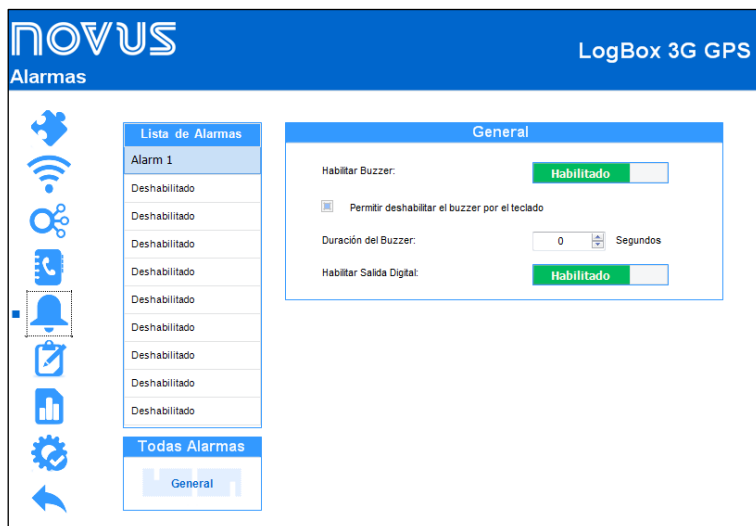 NOVUS
LogBox 3G GPS
Alarmas
Lista de Alarmas
Alarm 1
Deshabilitado
Deshabilitado
Deshabilitado
Deshabilitado
Deshabilitado
Deshabilitado
Deshabilitado
Deshabilitado
Deshabilitado
Todas Alarmas
General
General
Habilitar Buzzer:
Habilitado
Permitir deshabilitar el buzzer por el teclado
Duración del Buzzer:
0 Segundos
Habilitar Salida Digital:
Habilitado